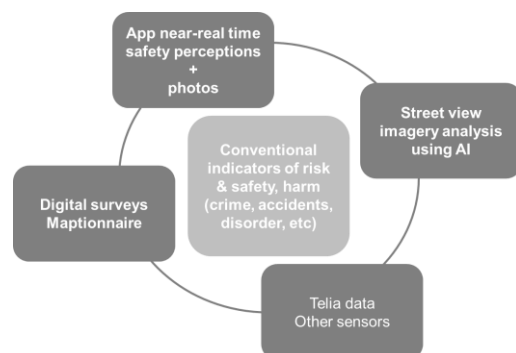 App near-real time
safety perceptions
+
photos
Street view
imagery analysis
using AI
Conventional
indicators of risk
& safety, harm
(crime, accidents,
disorder, etc)
Digital surveys
Maptionnaire
Telia data
Other sensors